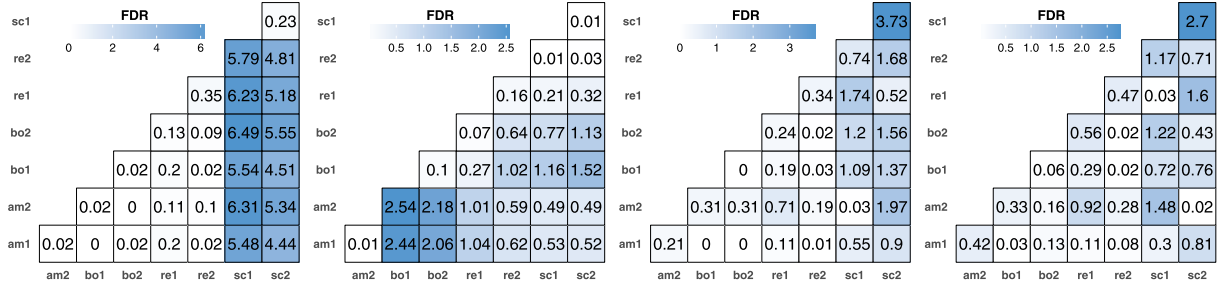 FDR
0 2 4 6
sc1 0.23
re2 5.79 4.81
re1 0.35 6.23 5.18
bo2 0.13 0.09 6.49 5.55
bo1 0.02 0.2 0.02 5.54 4.51
am2 0.02 0 0.11 0.1 6.31 5.34
am1 0.02 0 0.02 0.2 0.02 5.48 4.44
am2 bo1 bo2 re1 re2 sc1 sc2
FDR
0.5 1.5 2.5
sc1 0.01
re2 0.01 0.03
re1 0.16 0.21 0.32
bo2 0.07 0.64 0.77 1.13
bo1 0.1 0.27 1.02 1.16 1.52
am2 2.54 2.18 1.01 0.59 0.49 0.49
am1 0.01 2.44 2.06 1.04 0.62 0.53 0.52
am2 bo1 bo2 re1 re2 sc1 sc2
FDR
0 1 2 3
sc1 3.73
re2 0.74 1.68
re1 0.34 1.74 0.52
bo2 0.24 0.02 1.2 1.56
bo1 0 0.19 0.03 1.09 1.37
am2 0.31 0.31 0.71 0.19 0.03 1.97
am1 0.21 0 0 0.11 0.01 0.55 0.9
am2 bo1 bo2 re1 re2 sc1 sc2
FDR
0.5 1.5 2.0 2.5
sc1 2.7
re2 1.17 0.71
re1 0.47 0.03 1.6
bo2 0.56 0.02 1.22 0.43
bo1 0.06 0.29 0.02 0.72 0.76
am2 0.33 0.16 0.92 0.28 1.48 0.02
am1 0.42 0.03 0.13 0.11 0.08 0.3 0.81
am2 bo1 bo2 re1 re2 sc1 sc2